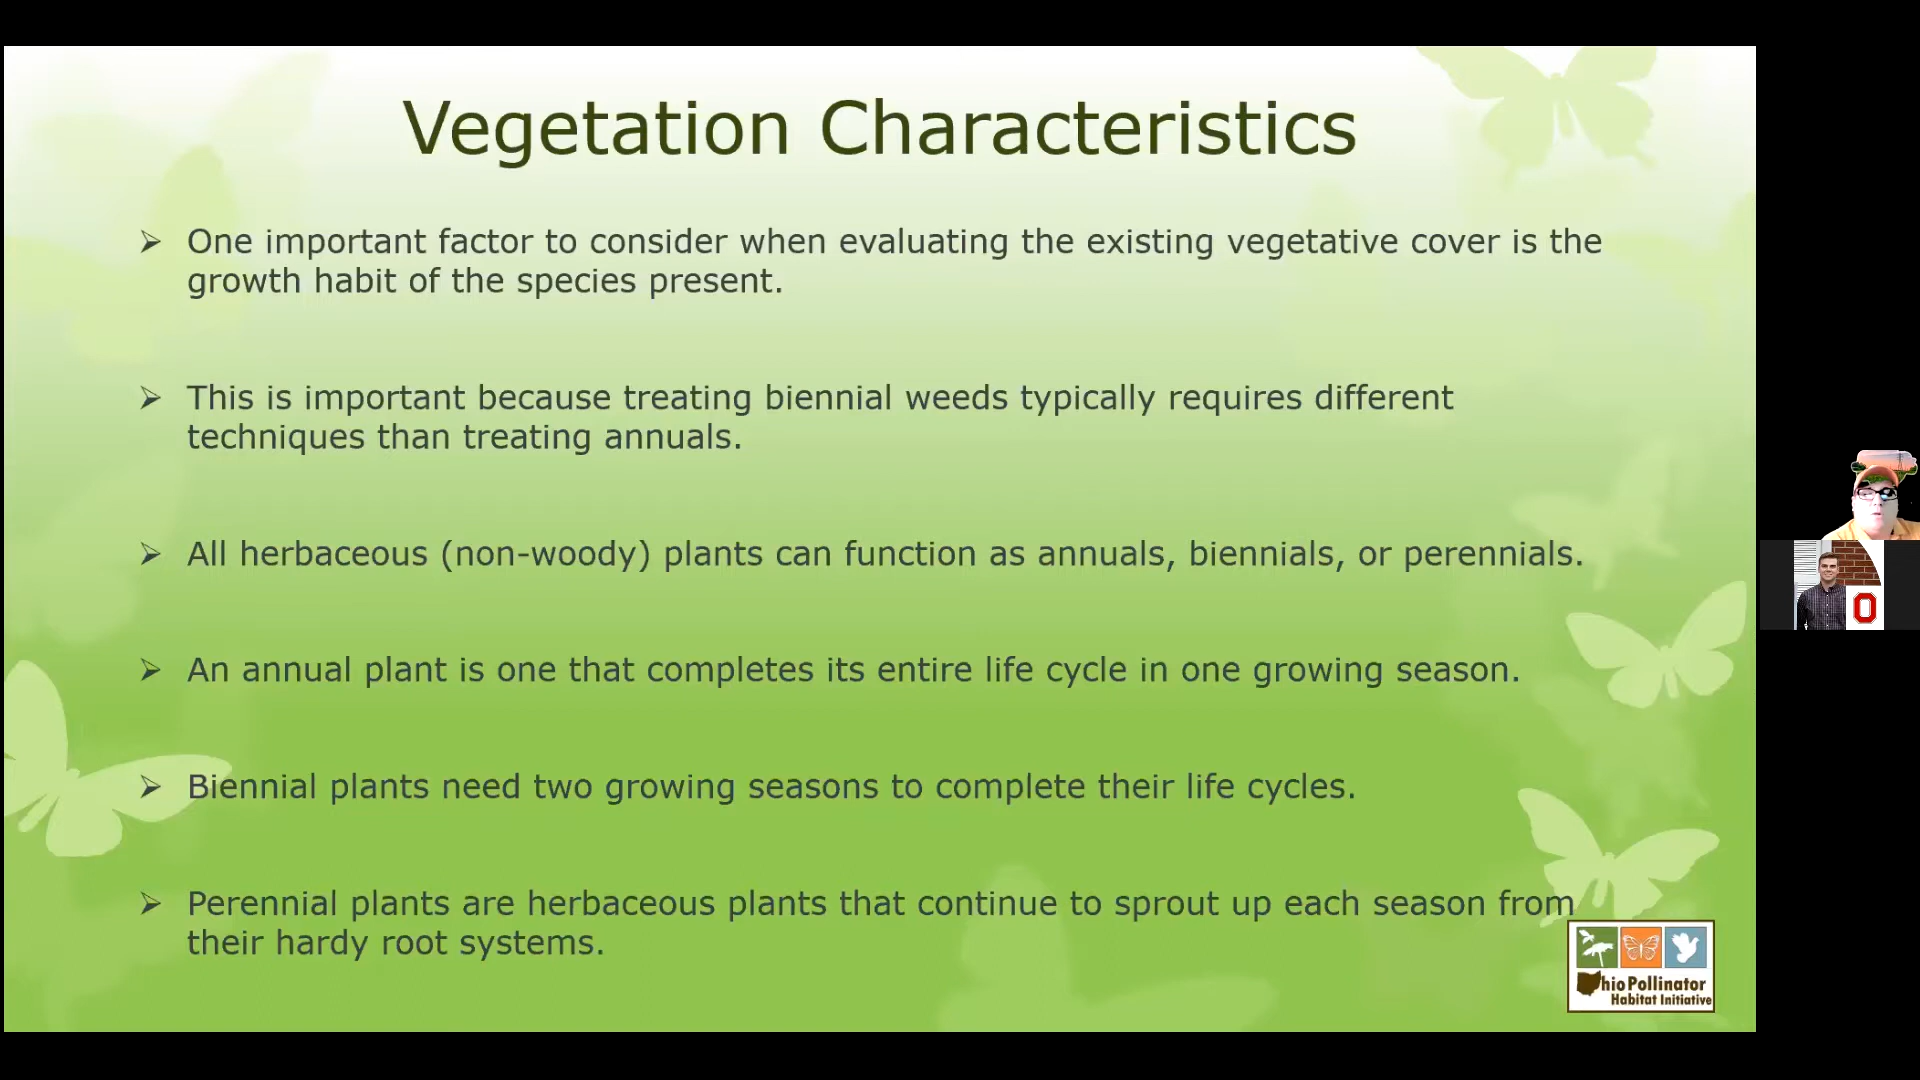 Vegetation Characteristics
➢ One important factor to consider when evaluating the existing vegetative cover is the
growth habit of the species present.
➢ This is important because treating biennial weeds typically requires different
techniques than treating annuals.
➢ All herbaceous (non-woody) plants can function as annuals, biennials, or perennials.
➢ An annual plant is one that completes its entire life cycle in one growing season.
➢ Biennial plants need two growing seasons to complete their life cycles.
➢ Perennial plants are herbaceous plants that continue to sprout up each season from
their hardy root systems.
hio Pollinator
Habitat Initiative
O